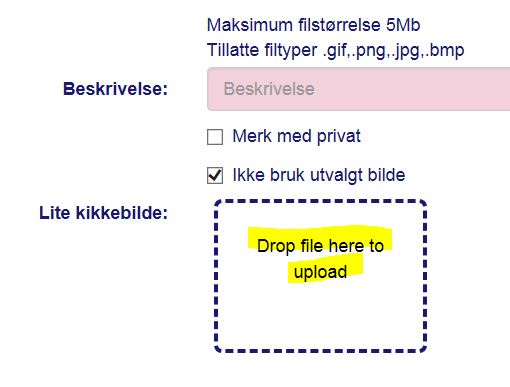 Maksimum filstørrelse 5Mb
Tillatte filtyper .gif,.png,.jpg,.bmp
Beskrivelse:
Beskrivelse
Merk med privat
Ikke bruk utvalgt bilde
Lite kikkebilde:
Drop file here to
upload